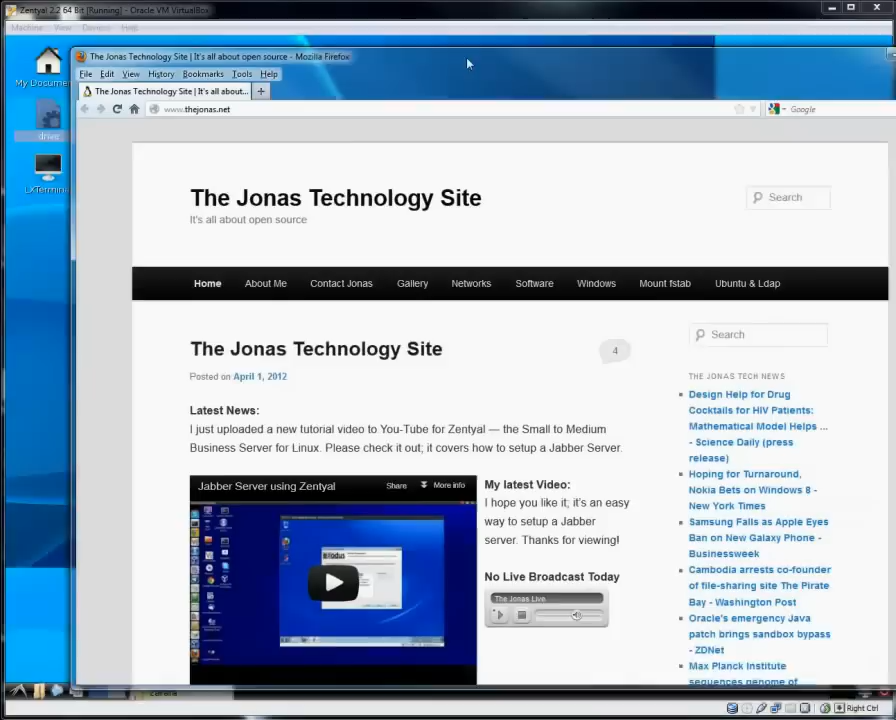 Zentyal 2.2 64 Bit [Running] - Oracle VM VirtualBox
Machine View Devices Help
My Docume
drive
LXTermin
The Jonas Technology Site | It's all about open source - Mozilla Firefox
File Edit View History Bookmarks Tools Help
The Jonas Technology Site | It's all about... +
www.thejonas.net
Google
The Jonas Technology Site
It's all about open source
Search
Home About Me Contact Jonas Gallery Networks Software Windows Mount fstab Ubuntu & Ldap
The Jonas Technology Site
4
Posted on April 1, 2012
Latest News:
I just uploaded a new tutorial video to You-Tube for Zentyal — the Small to Medium
Business Server for Linux. Please check it out; it covers how to setup a Jabber Server.
Jabber Server using Zentyal Share More info
My latest Video:
I hope you like it; it's an easy
way to setup a Jabber
server. Thanks for viewing!
No Live Broadcast Today
The Jonas Live
Search
THE JONAS TECH NEWS
Design Help for Drug
Cocktails for HIV Patients:
Mathematical Model Helps ...
- Science Daily (press
release)
Hoping for Turnaround,
Nokia Bets on Windows 8 -
New York Times
Samsung Falls as Apple Eyes
Ban on New Galaxy Phone -
Businessweek
Cambodia arrests co-founder
of file-sharing site The Pirate
Bay - Washington Post
Oracle's emergency Java
patch brings sandbox bypass
- ZDNet
Max Planck Institute
sequences genome of
Right Ctrl